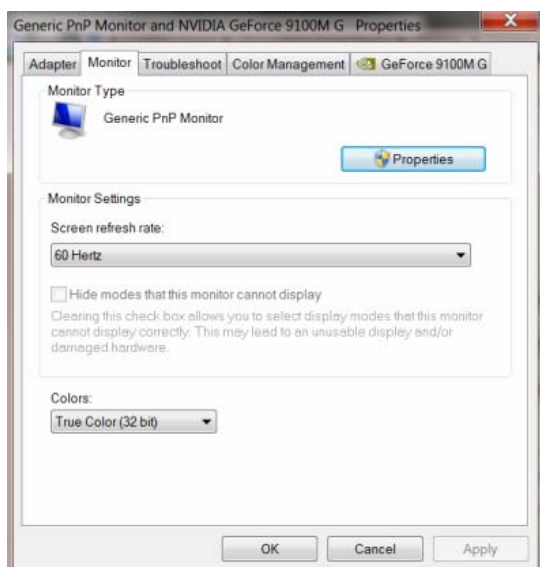 Generic PnP Monitor and NVIDIA GeForce 9100M G Properties
Adapter Monitor Troubleshoot Color Management GeForce 9100M G
Monitor Type
Generic PnP Monitor
Properties
Monitor Settings
Screen refresh rate:
60 Hertz
Hide modes that this monitor cannot display
Clearing this check box allows you to select display modes that this monitor
cannot display correctly. This may lead to an unusable display and/or
damaged hardware.
Colors:
True Color (32 bit)
OK Cancel Apply